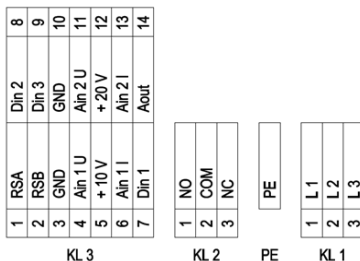 1 RSA Din 2 8
2 RSB Din 3 9
3 GND GND 10
4 Ain 1 U Ain 2 U 11
5 + 10 V + 20 V 12
6 Ain 1 I Ain 2 I 13
7 Din 1 Aout 14
KL 3
1 NO
2 COM
3 NC
KL 2
PE
PE
1 L 1
2 L 2
3 L 3
KL 1